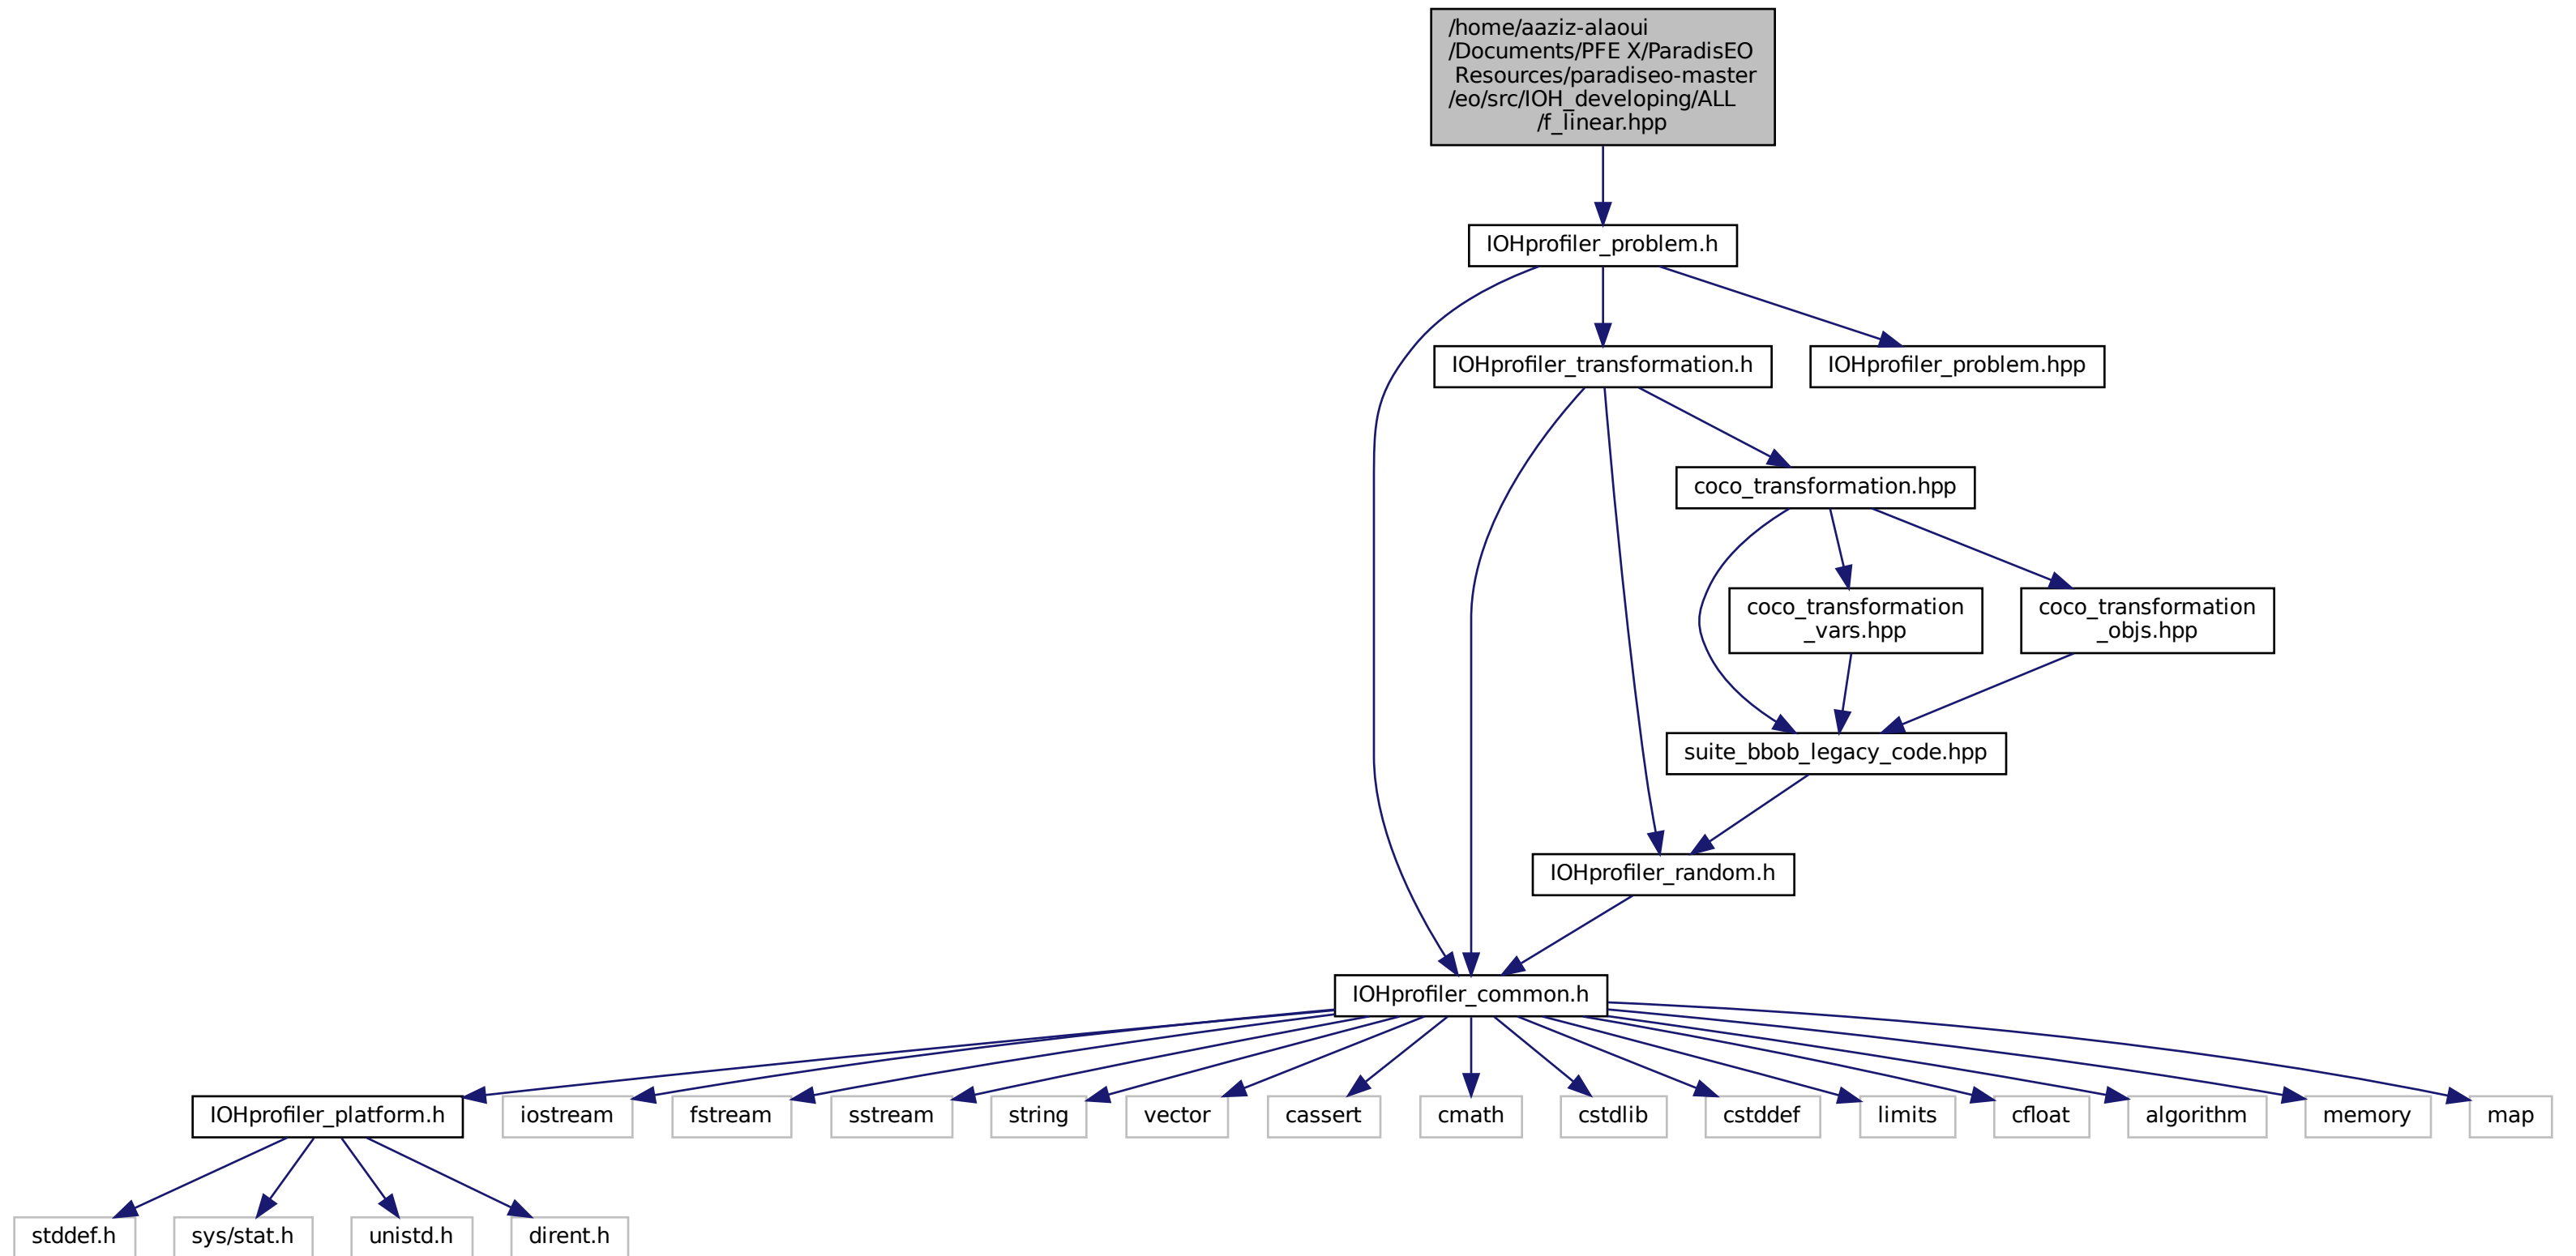 /home/aaziz-alaoui
/Documents/PFE X/ParadisEO
Resources/paradiseo-master
/eo/src/IOH_developing/ALL
/f_linear.hpp
IOHprofiler_problem.h
IOHprofiler_transformation.h
IOHprofiler_problem.hpp
coco_transformation.hpp
coco_transformation
_vars.hpp
coco_transformation
_objs.hpp
suite_bbob_legacy_code.hpp
IOHprofiler_random.h
IOHprofiler_common.h
IOHprofiler_platform.h
iostream
fstream
sstream
string
vector
cassert
cmath
cstdlib
cstddef
limits
cfloat
algorithm
memory
map
stddef.h
sys/stat.h
unistd.h
dirent.h